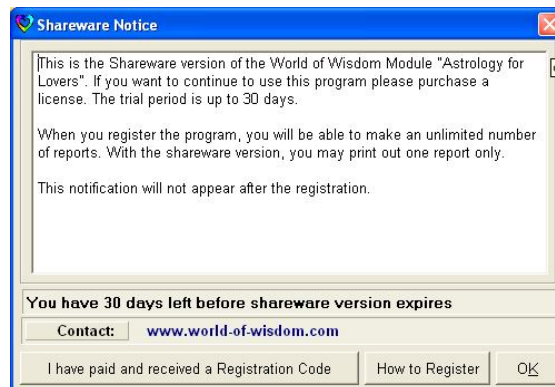 Shareware Notice
This is the Shareware version of the World of Wisdom Module "Astrology for
Lovers". If you want to continue to use this program please purchase a
license. The trial period is up to 30 days.
When you register the program, you will be able to make an unlimited number
of reports. With the shareware version, you may print out one report only.
This notification will not appear after the registration.
You have 30 days left before shareware version expires
Contact: www.world-of-wisdom.com
I have paid and received a Registration Code How to Register OK